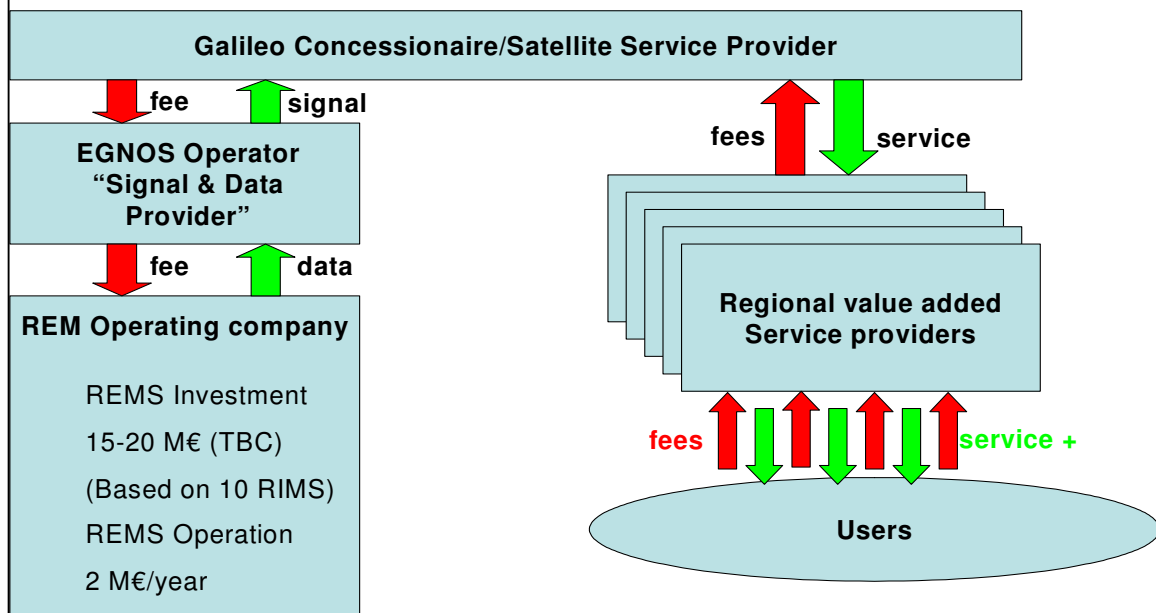 Galileo Concessionaire/Satellite Service Provider
fee
signal
fees
service
EGNOS Operator
“Signal & Data
Provider”
fee
data
REM Operating company
REMS Investment
15-20 M€ (TBC)
(Based on 10 RIMS)
REMS Operation
2 M€/year
Regional value added
Service providers
fees
service +
Users